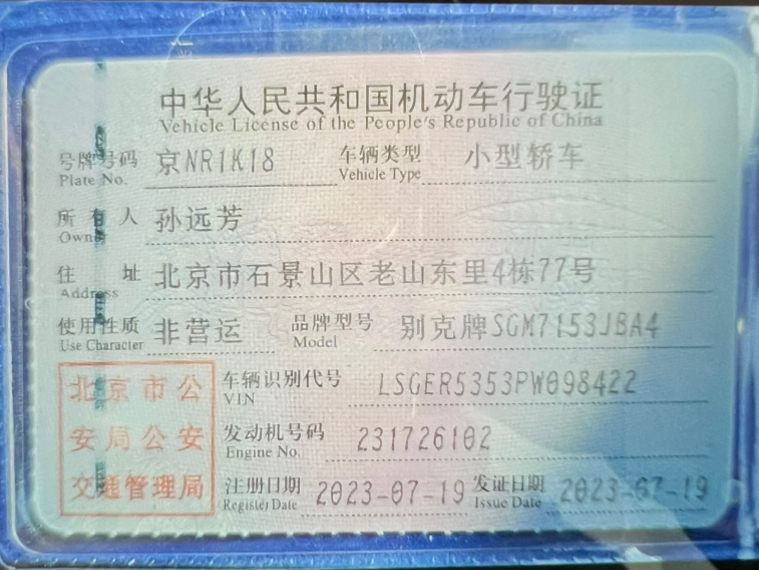 中华人民共和国机动车行驶证
Vehicle License of the People's Republic of China
号牌号码 京NR1K18 车辆类型 小型轿车
Plate No. Vehicle Type
所有人 孙远芳
Owner
住址 北京市石景山区老山东里4栋77号
Address
使用性质 非营运 品牌型号 别克牌SGM7153JBA4
Use Character Model
北京市公
安局公安
交通管理局
车辆识别代号 LSGER5353PW098422
VIN
发动机号码 231726102
Engine No.
注册日期 2023-07-19 发证日期 2023-07-19
Register Date Issue Date